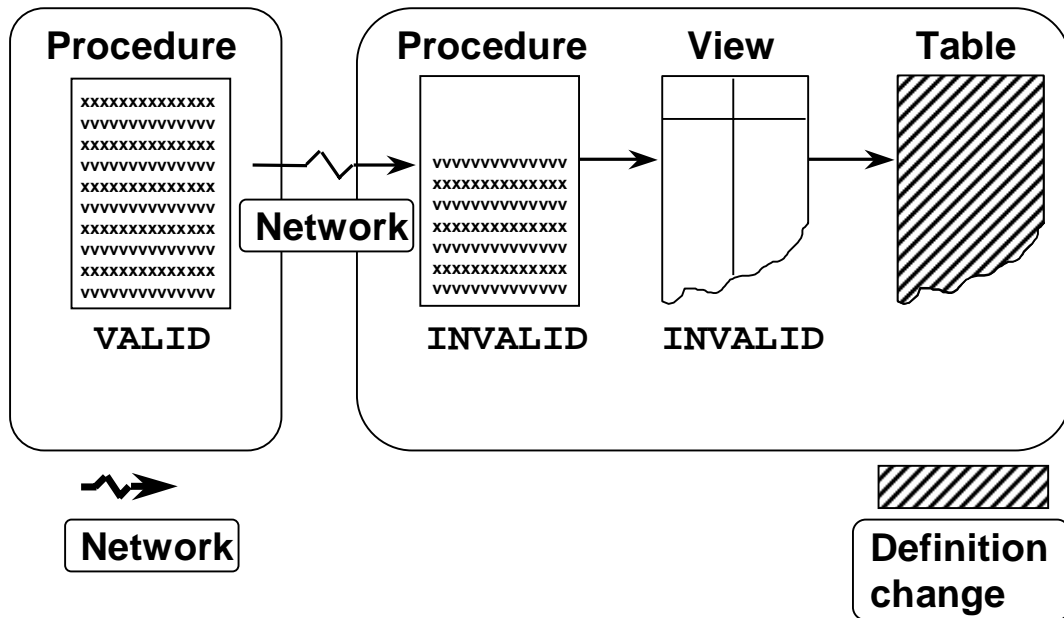 Procedure
xxxxxxxxxxxxxx
vvvvvvvvvvvvvv
xxxxxxxxxxxxxx
vvvvvvvvvvvvvv
xxxxxxxxxxxxxx
vvvvvvvvvvvvvv
xxxxxxxxxxxxxx
vvvvvvvvvvvvvv
xxxxxxxxxxxxxx
vvvvvvvvvvvvvv
VALID
Network
Procedure
vvvvvvvvvvvvvv
xxxxxxxxxxxxxx
vvvvvvvvvvvvvv
xxxxxxxxxxxxxx
vvvvvvvvvvvvvv
xxxxxxxxxxxxxx
vvvvvvvvvvvvvv
INVALID
View
INVALID
Table
Network
Definition
change